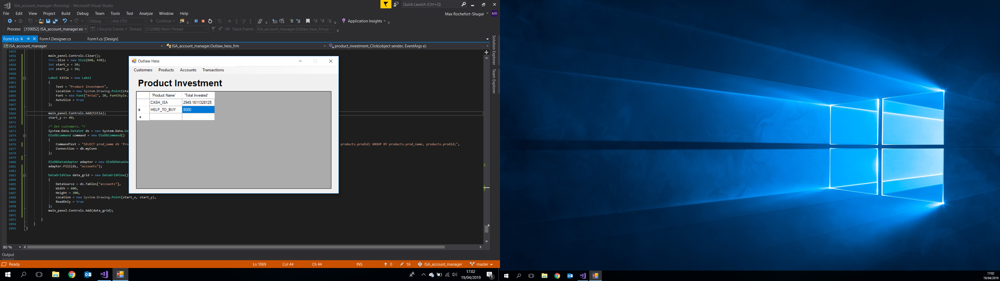 ISA_account_manager (Running) - Microsoft Visual Studio
Quick Launch (Ctrl+Q)
File Edit View Project Build Debug Team Tools Test Analyze Window Help
Max Rochefort-Shugar MR
Debug Any CPU Continue Application Insights
Process: [159052] ISA_account_manager.ex Lifecycle Events Thread: [112488] Main Thread Stack Frame: ISA_account_manager.Outlaw_hess_frm.pr
Form1.cs Form1.Designer.cs Form1.cs [Design]
ISA_account_manager ISA_account_manager.Outlaw_hess_frm product_investment_Click(object sender, EventArgs e)
Solution Explorer
Team Explorer
1055
1056 main_panel.Controls.Clear();
1057 this.Size = new Size(660, 430);
1058 int start_x = 10;
1059 int start_y = 10;
1060
1061 Label title = new Label
1062 {
1063 Text = "Product Investment",
1064 Location = new System.Drawing.Point(sta
1065 Font = new Font("Arial", 20, FontStyle.
1066 AutoSize = true
1067 };
1068
1069 main_panel.Controls.Add(title);
1070 start_y += 40;
1071
1072 /* Get customers. */
1073 System.Data.DataSet ds = new System.Data.Da
1074 OleDbCommand command = new OleDbCommand()
1075 {
1076 CommandText = "SELECT prod_name AS 'Pro products.prodid) GROUP BY products.prod_name, products.prodid;",
1077 Connection = db.myConn
1078 };
1079
1080 OleDbDataAdapter adapter = new OleDbDataAda
1081 adapter.Fill(ds, "accounts");
1082
1083 DataGridView data_grid = new DataGridView()
1084 {
1085 DataSource = ds.Tables["accounts"],
1086 Width = 600,
1087 Height = 300,
1088 Location = new System.Drawing.Point(start_x, start_y),
1089 ReadOnly = true
1090 };
1091 main_panel.Controls.Add(data_grid);
1092
1093 }
1094 }
1095 }
Outlaw Hess
Customers Products Accounts Transactions
Product Investment
'Product Name' 'Total Invested'
CASH_ISA 2949.1611328125
HELP_TO_BUY 8000
80 %
Output
Ready Ln 1069 Col 44 Ch 44 INS 0 16 ISA_account_manager master
17:02
19/04/2019
1
17:02
19/04/2019